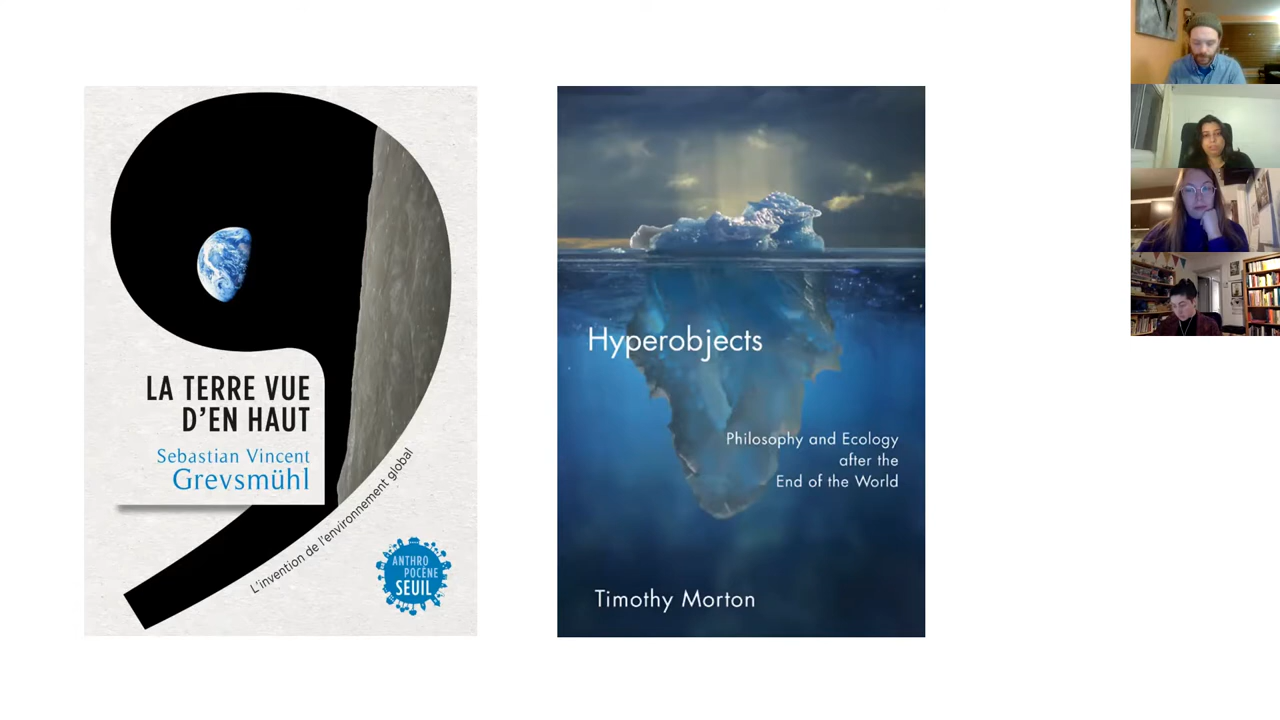 LA TERRE VUE
D'EN HAUT
Sebastian Vincent
Grevsmühl
L'invention de l'environnement global
ANTHRO
POCÈNE
SEUIL
Hyperobjects
Philosophy and Ecology
after the
End of the World
Timothy Morton